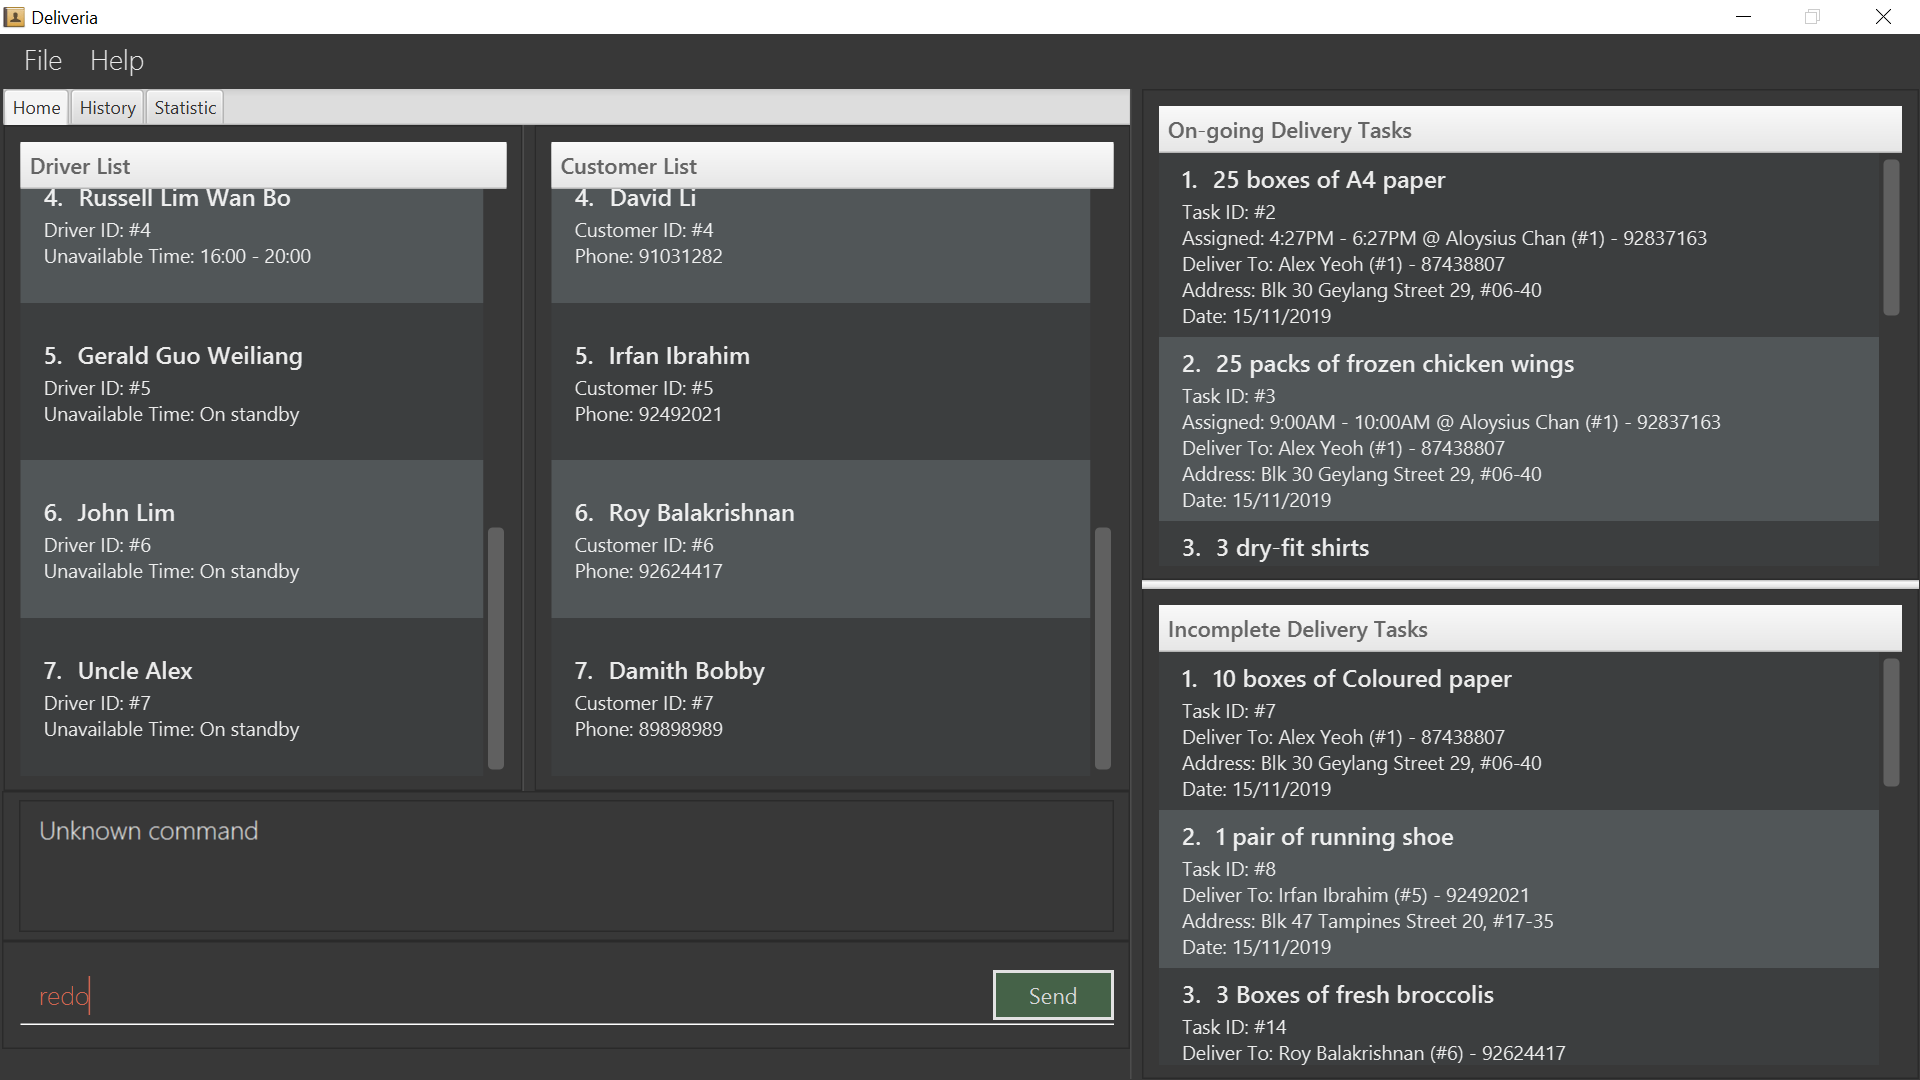 Deliveria
File Help
Home History Statistic
Driver List
4. Russell Lim Wan Bo
Driver ID: #4
Unavailable Time: 16:00 - 20:00
5. Gerald Guo Weiliang
Driver ID: #5
Unavailable Time: On standby
6. John Lim
Driver ID: #6
Unavailable Time: On standby
7. Uncle Alex
Driver ID: #7
Unavailable Time: On standby
Customer List
4. David Li
Customer ID: #4
Phone: 91031282
5. Irfan Ibrahim
Customer ID: #5
Phone: 92492021
6. Roy Balakrishnan
Customer ID: #6
Phone: 92624417
7. Damith Bobby
Customer ID: #7
Phone: 89898989
Unknown command
redo
Send
On-going Delivery Tasks
1. 25 boxes of A4 paper
Task ID: #2
Assigned: 4:27PM - 6:27PM @ Aloysius Chan (#1) - 92837163
Deliver To: Alex Yeoh (#1) - 87438807
Address: Blk 30 Geylang Street 29, #06-40
Date: 15/11/2019
2. 25 packs of frozen chicken wings
Task ID: #3
Assigned: 9:00AM - 10:00AM @ Aloysius Chan (#1) - 92837163
Deliver To: Alex Yeoh (#1) - 87438807
Address: Blk 30 Geylang Street 29, #06-40
Date: 15/11/2019
3. 3 dry-fit shirts
Incomplete Delivery Tasks
1. 10 boxes of Coloured paper
Task ID: #7
Deliver To: Alex Yeoh (#1) - 87438807
Address: Blk 30 Geylang Street 29, #06-40
Date: 15/11/2019
2. 1 pair of running shoe
Task ID: #8
Deliver To: Irfan Ibrahim (#5) - 92492021
Address: Blk 47 Tampines Street 20, #17-35
Date: 15/11/2019
3. 3 Boxes of fresh broccolis
Task ID: #14
Deliver To: Roy Balakrishnan (#6) - 92624417